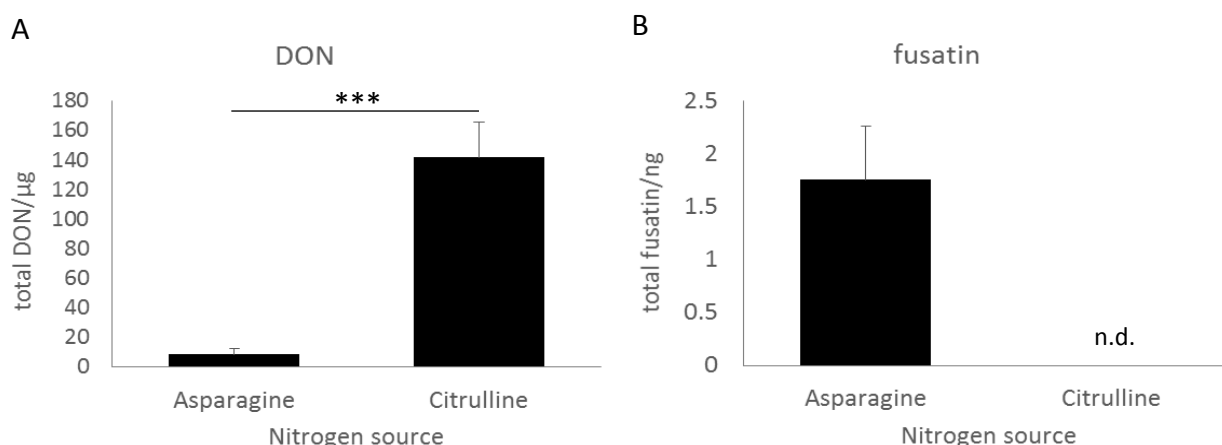 A
DON
***
total DON/µg
180
160
140
120
100
80
60
40
20
0
Asparagine
Citrulline
Nitrogen source
B
fusatin
total fusatin/ng
2.5
2
1.5
1
0.5
0
n.d.
Asparagine
Citrulline
Nitrogen source